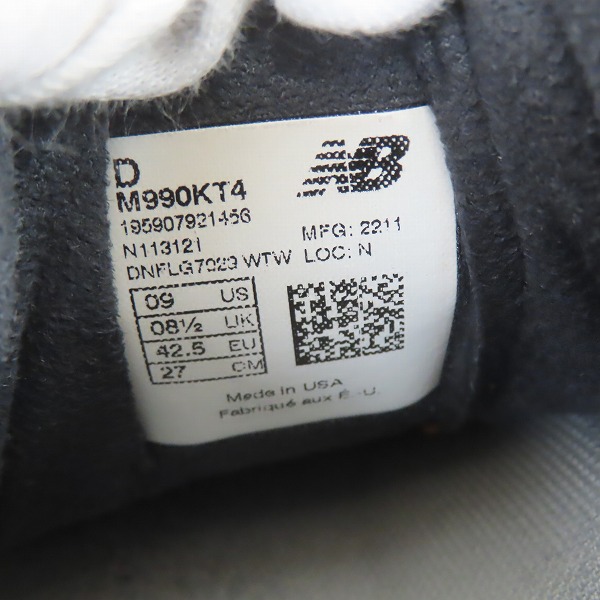 D
NB
M990KT4
195907921456
N113121 MFG: 2211
WTW LOC: N
09 US
08½ UK
42.5 EU
27 CM
Made in USA
Fabriqué aux É.-U.